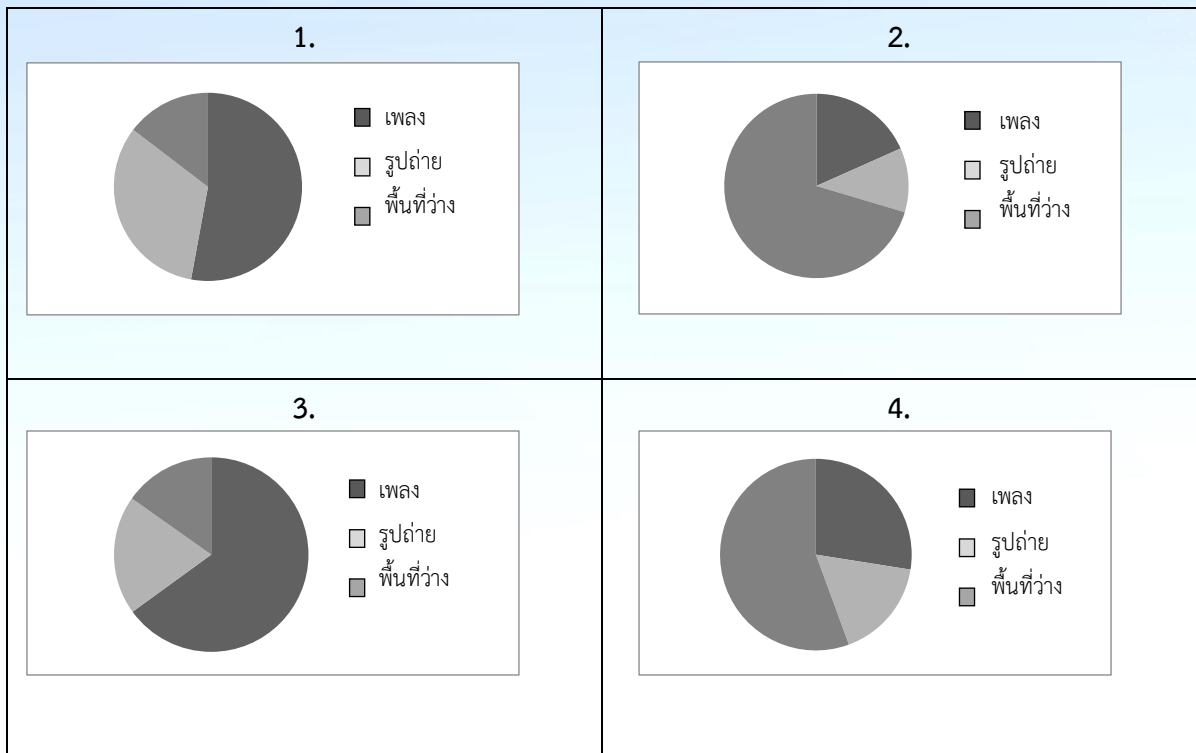 1.
เพลง
รูปถ่าย
พื้นที่ว่าง
2.
เพลง
รูปถ่าย
พื้นที่ว่าง
3.
เพลง
รูปถ่าย
พื้นที่ว่าง
4.
เพลง
รูปถ่าย
พื้นที่ว่าง